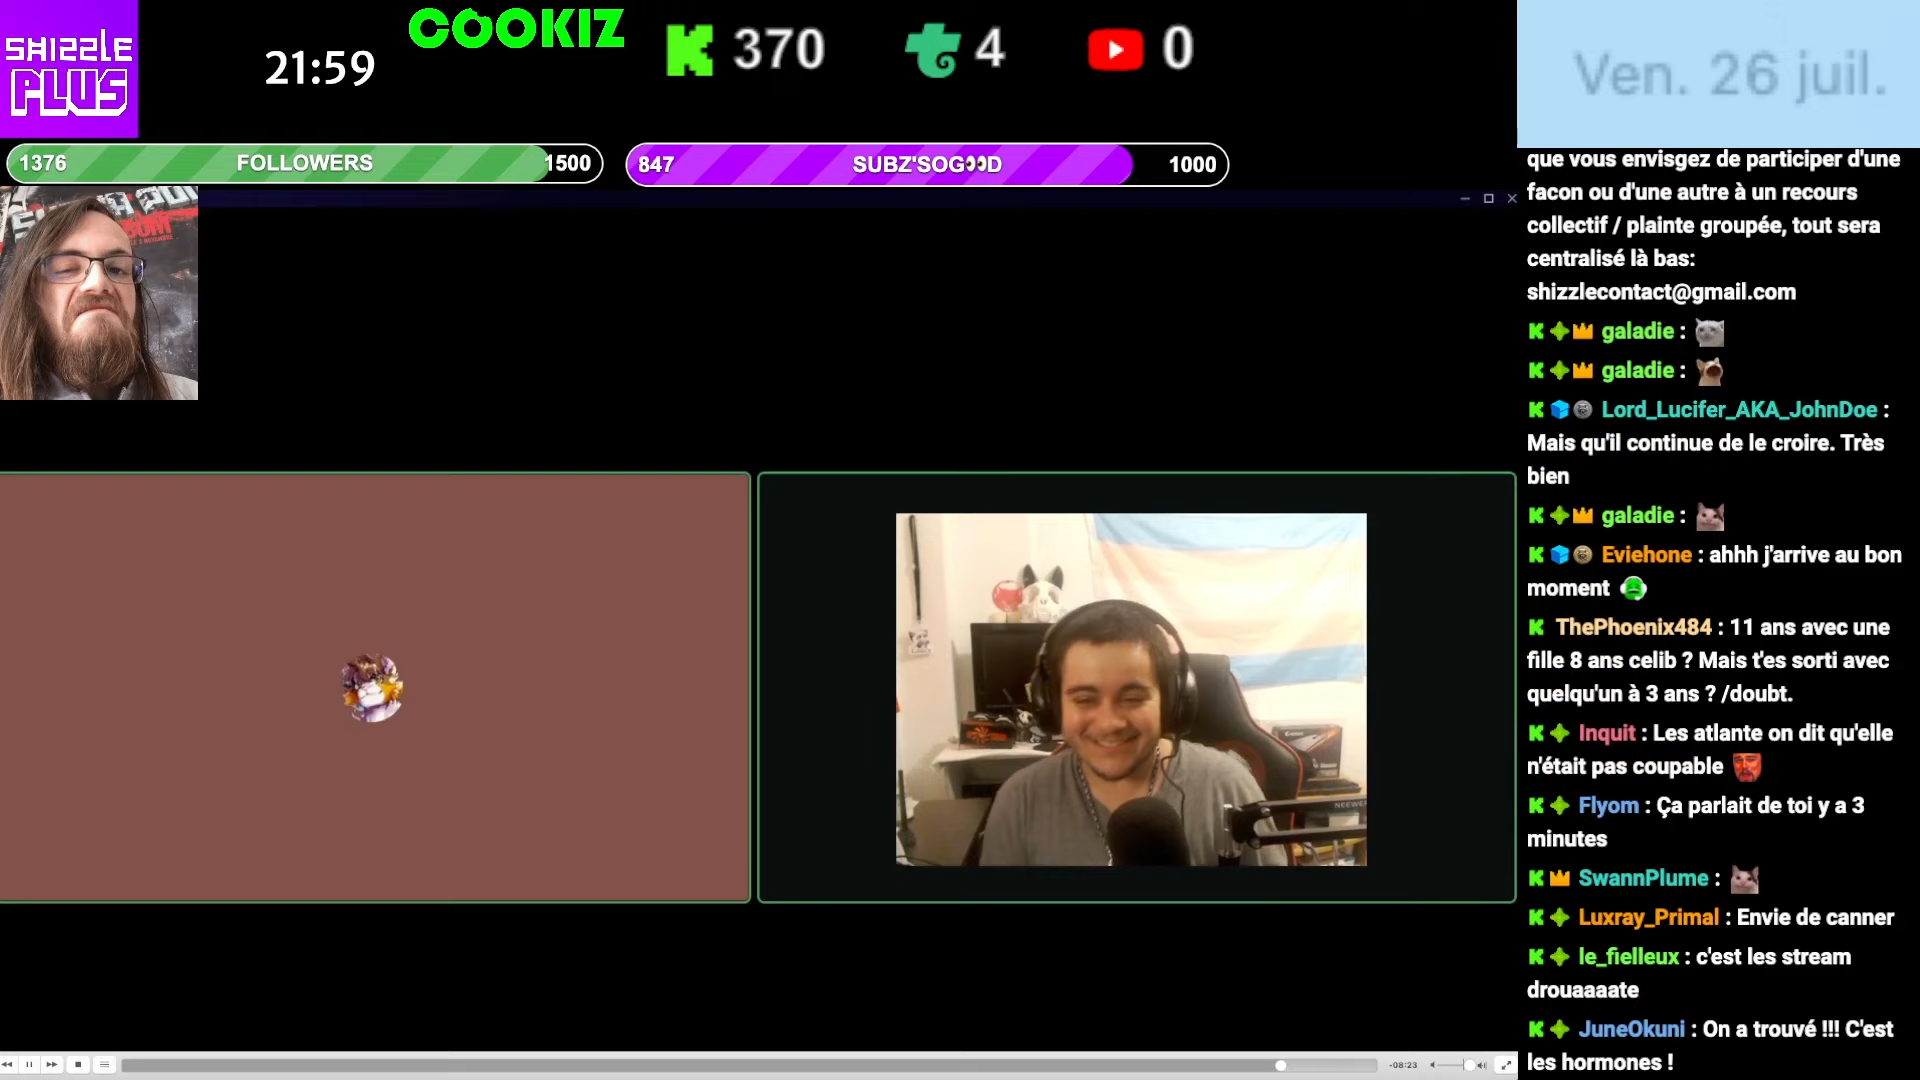 SHIZZLE
PLUS
21:59
COOKIZ
370
4
0
Ven. 26 juil.
1376 FOLLOWERS 1500
847 SUBZ'SOG👀D 1000
que vous envisgez de participer d'une
facon ou d'une autre à un recours
collectif / plainte groupée, tout sera
centralisé là bas:
shizzlecontact@gmail.com
galadie :
galadie :
Lord_Lucifer_AKA_JohnDoe :
Mais qu'il continue de le croire. Très
bien
galadie :
Eviehone : ahhh j'arrive au bon
moment
ThePhoenix484 : 11 ans avec une
fille 8 ans celib ? Mais t'es sorti avec
quelqu'un à 3 ans ? /doubt.
Inquit : Les atlante on dit qu'elle
n'était pas coupable
Flyom : Ça parlait de toi y a 3
minutes
SwannPlume :
Luxray_Primal : Envie de canner
le_fielleux : c'est les stream
drouaaaate
JuneOkuni : On a trouvé !!! C'est
les hormones !
NEEWER
-08:23